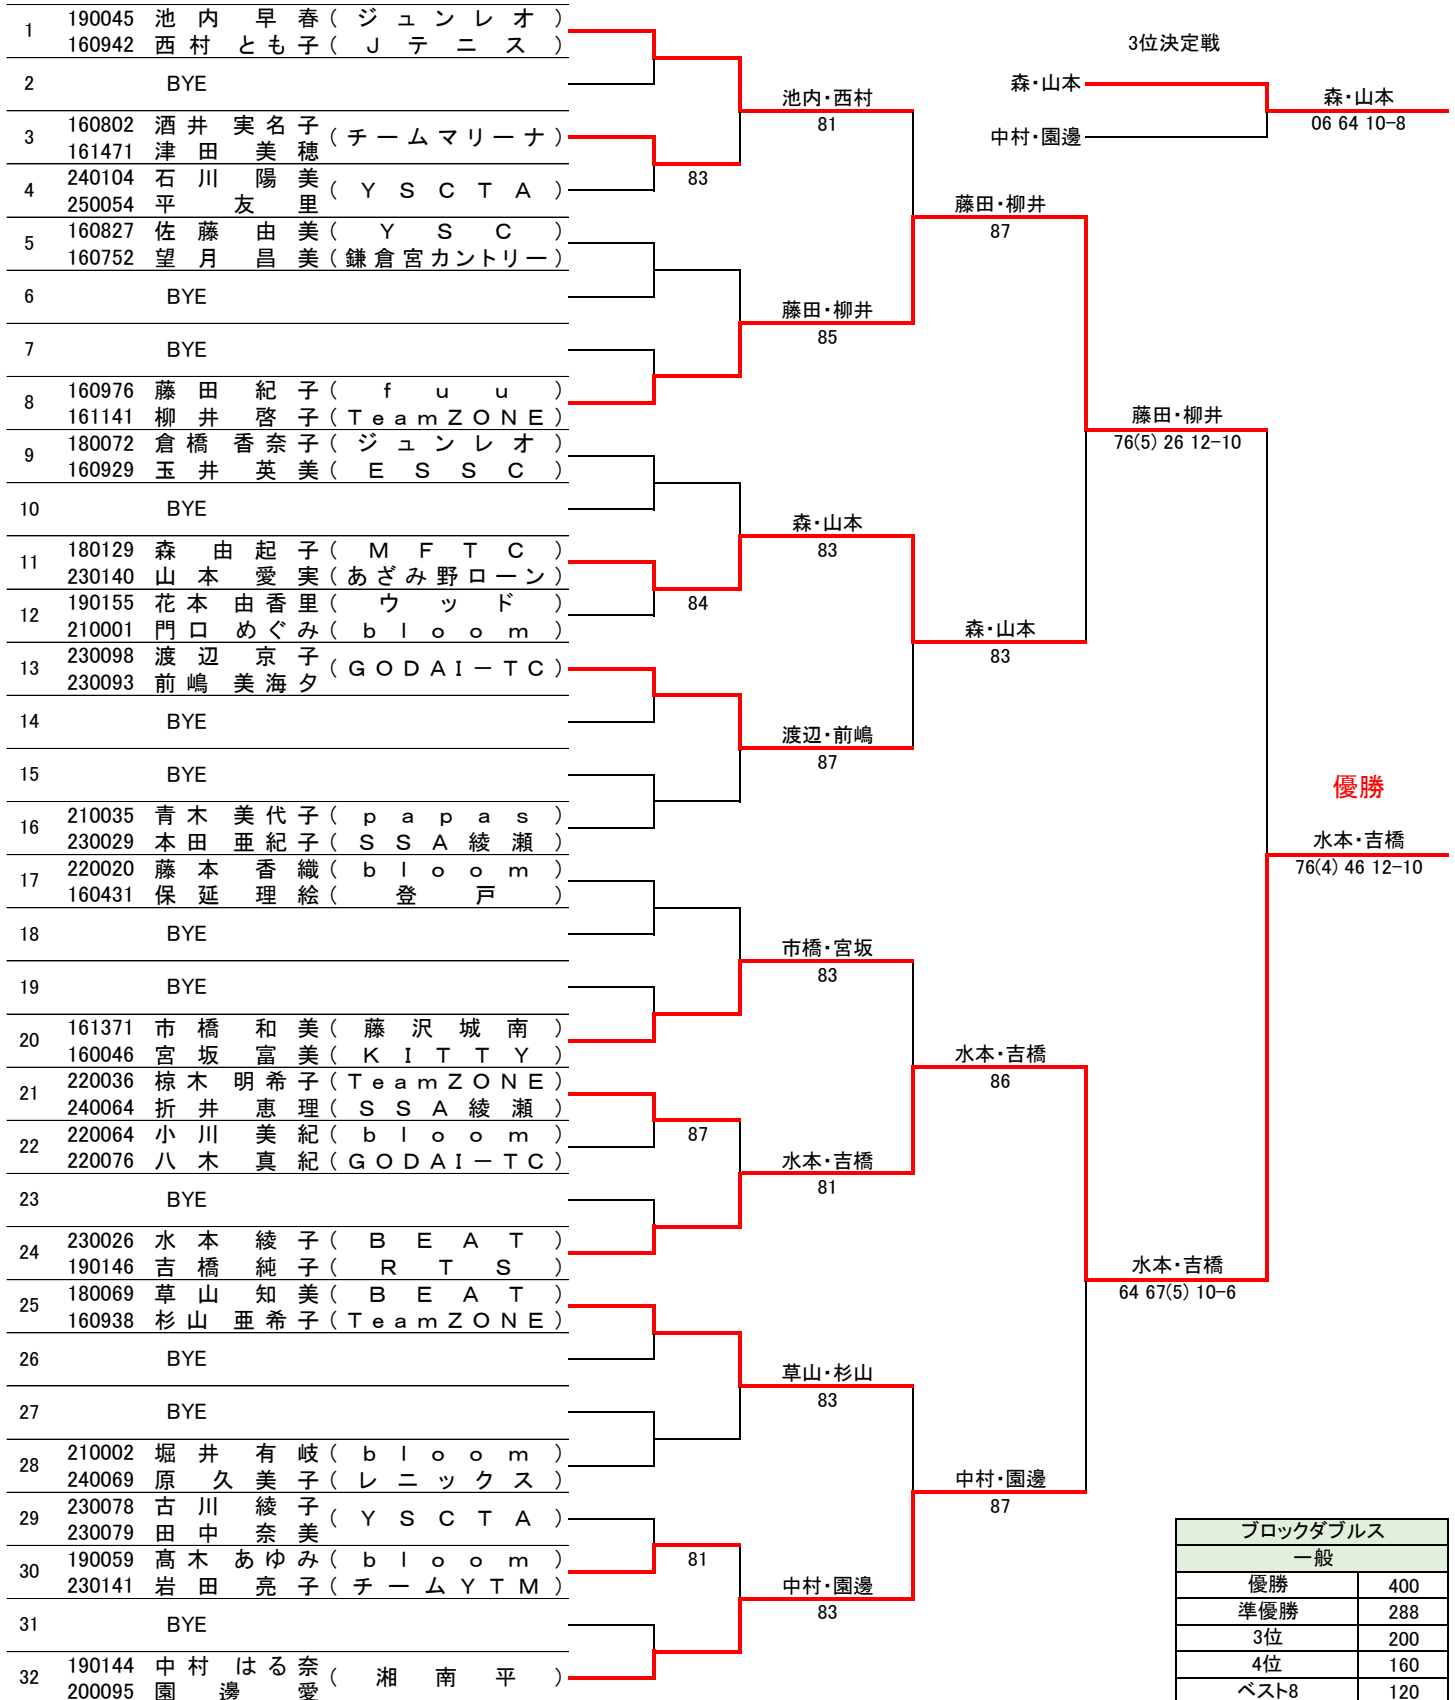 1 190045 池内 早春 (ジュンレオ)
160942 西村 とも子 (Jテニス)
2 BYE
3 160802 酒井 実名子 (チームマリーナ)
161471 津田 美穂
4 240104 石川 陽美 (YSCTA)
250054 平 友里
5 160827 佐藤 由美 (YSC)
160752 望月 昌美 (鎌倉宮カントリー)
6 BYE
7 BYE
8 160976 藤田 紀子 (fuu)
161141 柳井 啓子 (TeamZONE)
9 180072 倉橋 香奈子 (ジュンレオ)
160929 玉井 英美 (ESSC)
10 BYE
11 180129 森 由起子 (MFTC)
230140 山本 愛実 (あざみ野ローン)
12 190155 花本 由香里 (ウッド)
210001 門口 めぐみ (bloom)
13 230098 渡辺 京子 (GODAI－TC)
230093 前嶋 美海夕
14 BYE
15 BYE
16 210035 青木 美代子 (papas)
230029 本田 亜紀子 (SSA綾瀬)
17 220020 藤本 香織 (bloom)
160431 保延 理絵 (登戸)
18 BYE
19 BYE
20 161371 市橋 和美 (藤沢城南)
160046 宮坂 富美 (KITTY)
21 220036 椋木 明希子 (TeamZONE)
240064 折井 恵理 (SSA綾瀬)
22 220064 小川 美紀 (bloom)
220076 八木 真紀 (GODAI－TC)
23 BYE
24 230026 水本 綾子 (BEAT)
190146 吉橋 純子 (RTS)
25 180069 草山 知美 (BEAT)
160938 杉山 亜希子 (TeamZONE)
26 BYE
27 BYE
28 210002 堀井 有岐 (bloom)
240069 原 久美子 (レニックス)
29 230078 古川 綾子 (YSCTA)
230079 田中 奈美
30 190059 髙木 あゆみ (bloom)
230141 岩田 亮子 (チームYTM)
31 BYE
32 190144 中村 はる奈 (湘南平)
200095 園邊 愛
83
84
87
81
池内・西村
81
藤田・柳井
85
森・山本
83
渡辺・前嶋
87
市橋・宮坂
83
水本・吉橋
81
草山・杉山
83
中村・園邊
83
藤田・柳井
87
森・山本
83
水本・吉橋
86
中村・園邊
87
藤田・柳井
76(5) 26 12-10
水本・吉橋
64 67(5) 10-6
優勝
水本・吉橋
76(4) 46 12-10
3位決定戦
森・山本
中村・園邊
森・山本
06 64 10-8
ブロックダブルス
一般
優勝 400
準優勝 288
3位 200
4位 160
ベスト8 120